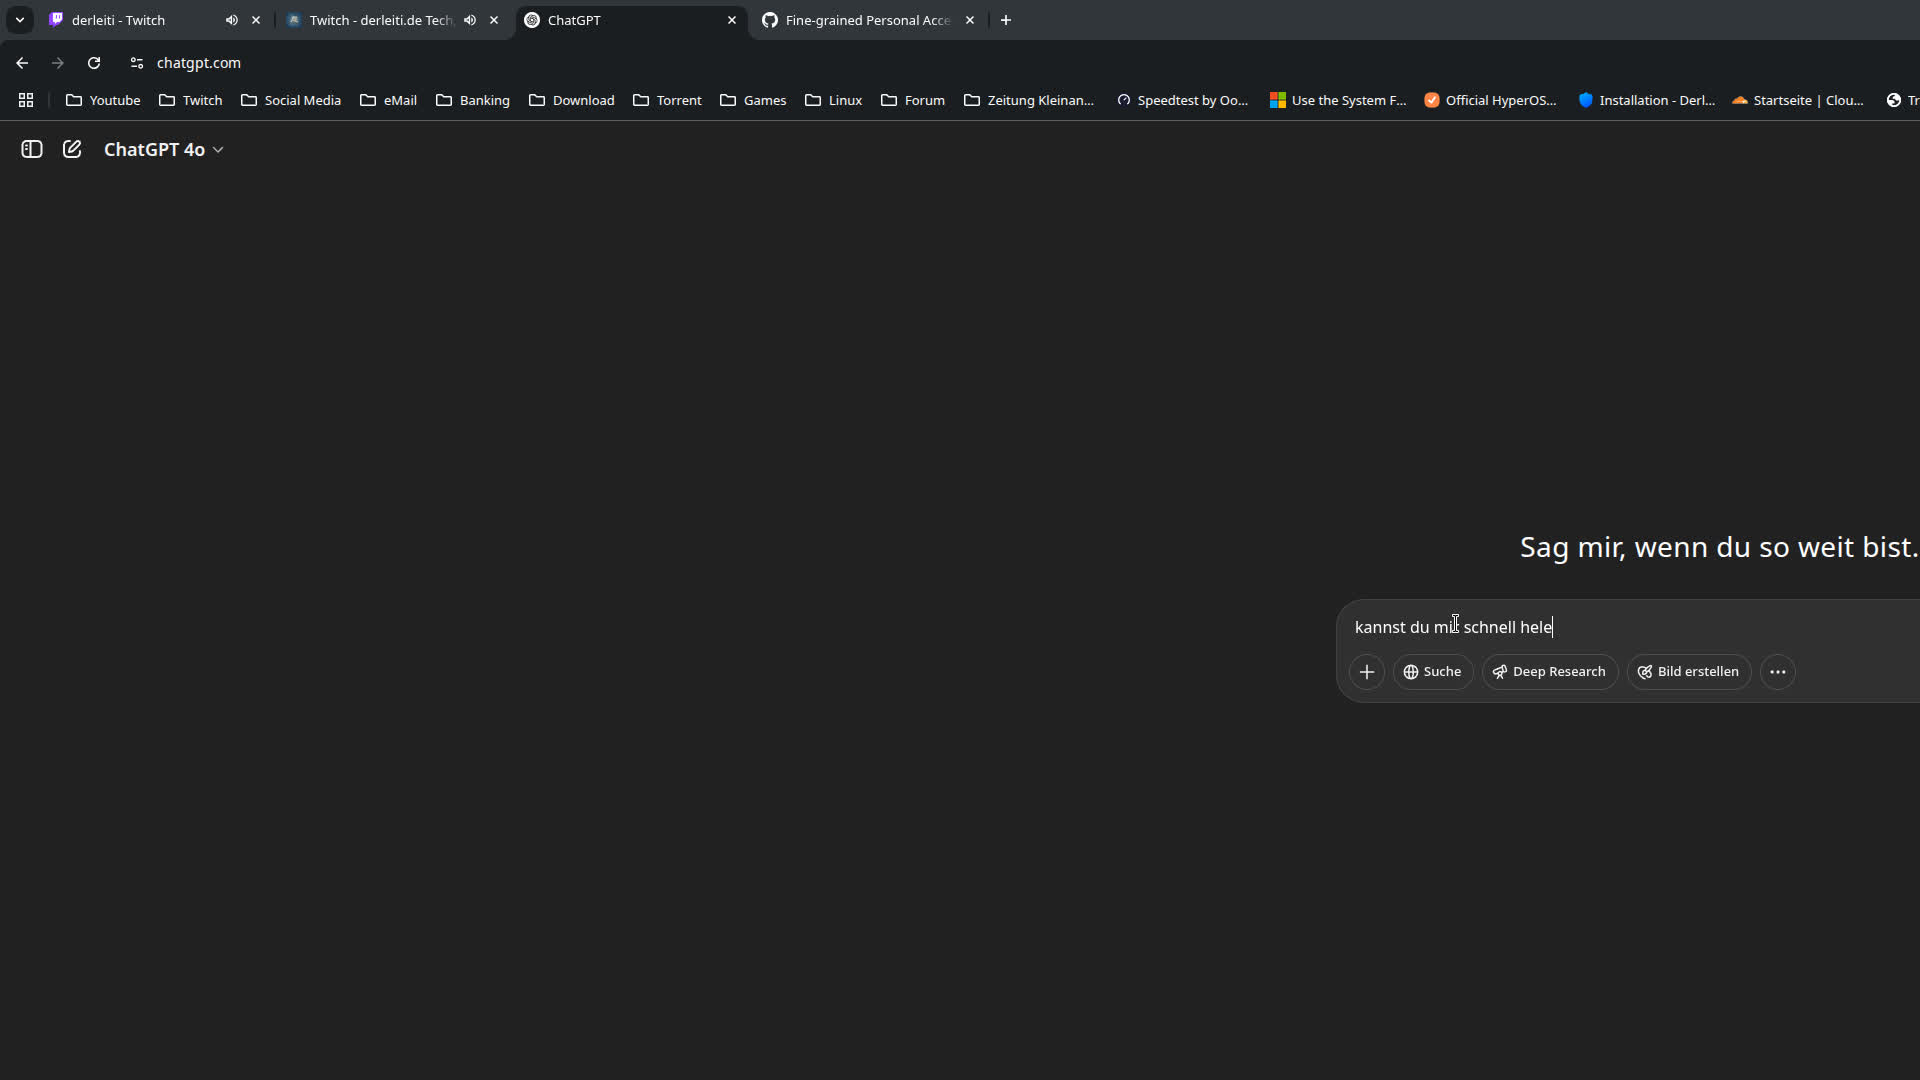 derleiti - Twitch
Twitch - derleiti.de Tech
ChatGPT
Fine-grained Personal Acce
chatgpt.com
Youtube
Twitch
Social Media
eMail
Banking
Download
Torrent
Games
Linux
Forum
Zeitung Kleinan...
Speedtest by Oo...
Use the System F...
Official HyperOS...
Installation - Derl...
Startseite | Clou...
Tr
ChatGPT 4o
Sag mir, wenn du so weit bist.
kannst du mir schnell hele
Suche
Deep Research
Bild erstellen